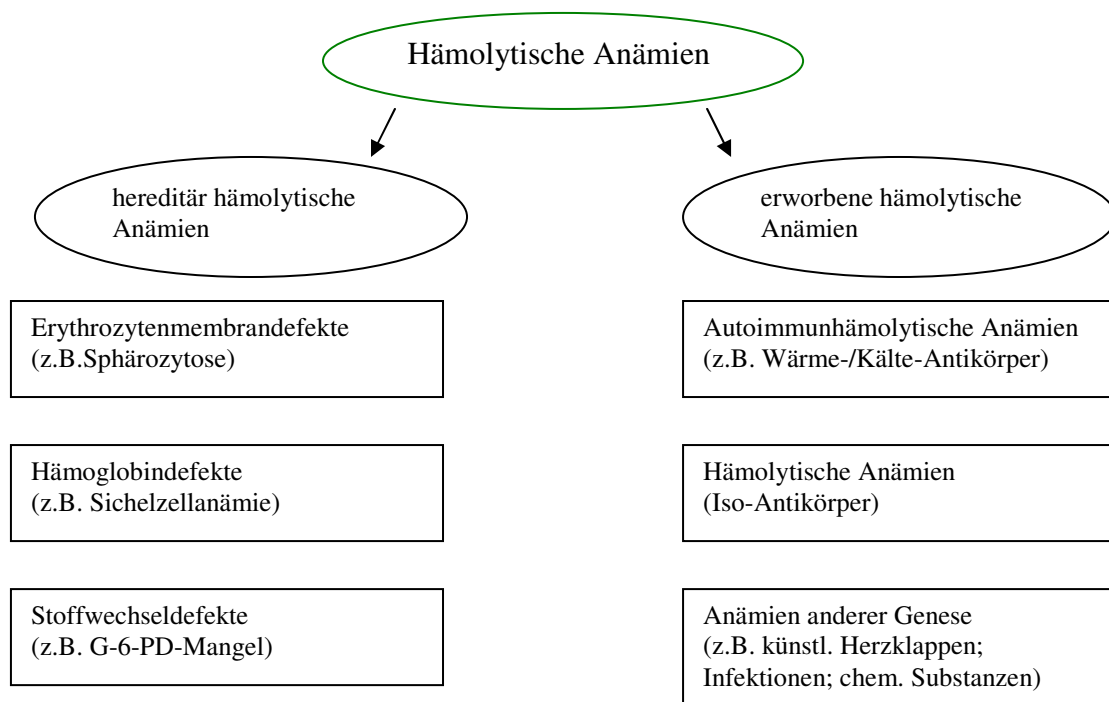 Hämolytische Anämien
hereditär hämolytische
Anämien
erworbene hämolytische
Anämien
Erythrozytenmembrandefekte
(z.B.Sphärozytose)
Autoimmunhämolytische Anämien
(z.B. Wärme-/Kälte-Antikörper)
Hämoglobindefekte
(z.B. Sichelzellanämie)
Hämolytische Anämien
(Iso-Antikörper)
Stoffwechseldefekte
(z.B. G-6-PD-Mangel)
Anämien anderer Genese
(z.B. künstl. Herzklappen;
Infektionen; chem. Substanzen)